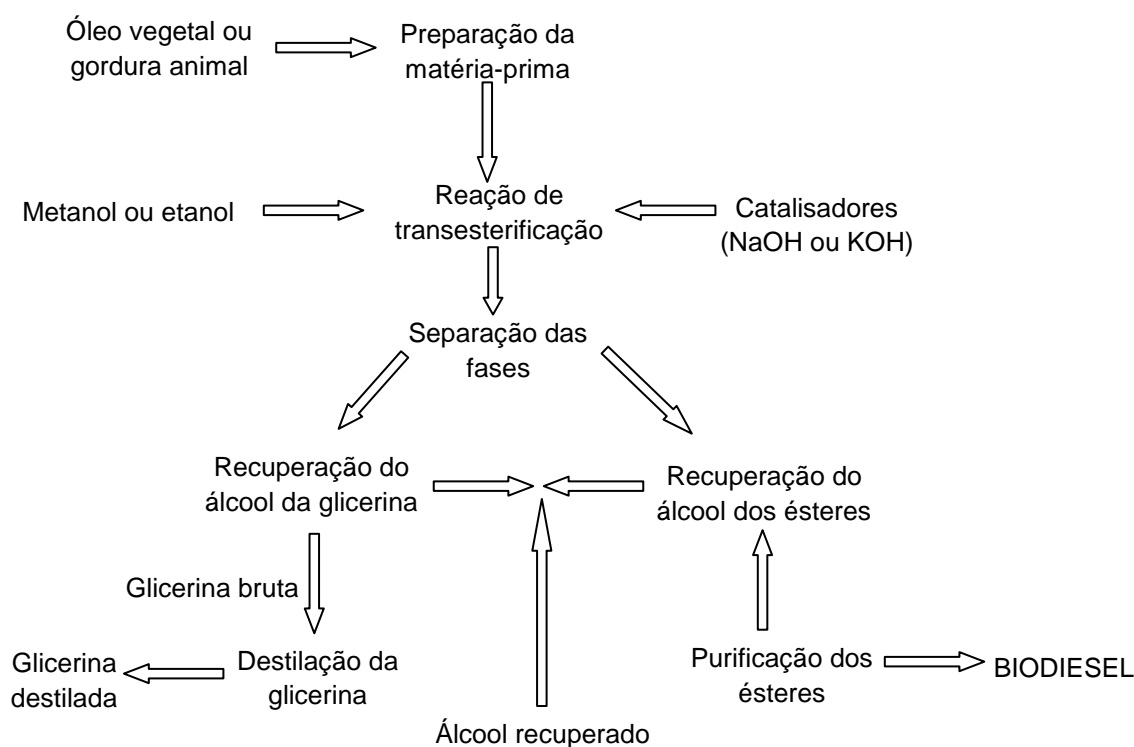 Óleo vegetal ou
gordura animal
Preparação da
matéria-prima
Metanol ou etanol
Reação de
transesterificação
Catalisadores
(NaOH ou KOH)
Separação das
fases
Recuperação do
álcool da glicerina
Recuperação do
álcool dos ésteres
Glicerina bruta
Glicerina
destilada
Destilação da
glicerina
Purificação dos
ésteres
BIODIESEL
Álcool recuperado